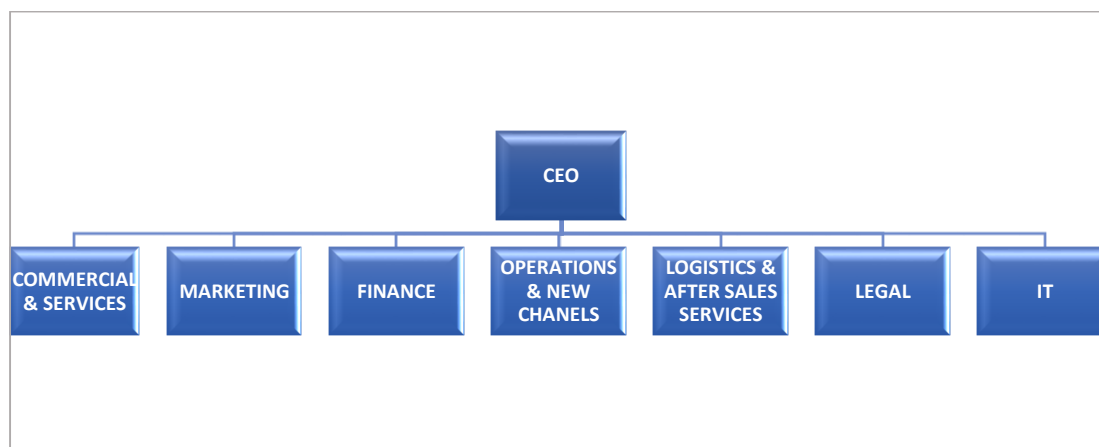 CEO
COMMERCIAL
& SERVICES
MARKETING
FINANCE
OPERATIONS
& NEW
CHANELS
LOGISTICS &
AFTER SALES
SERVICES
LEGAL
IT